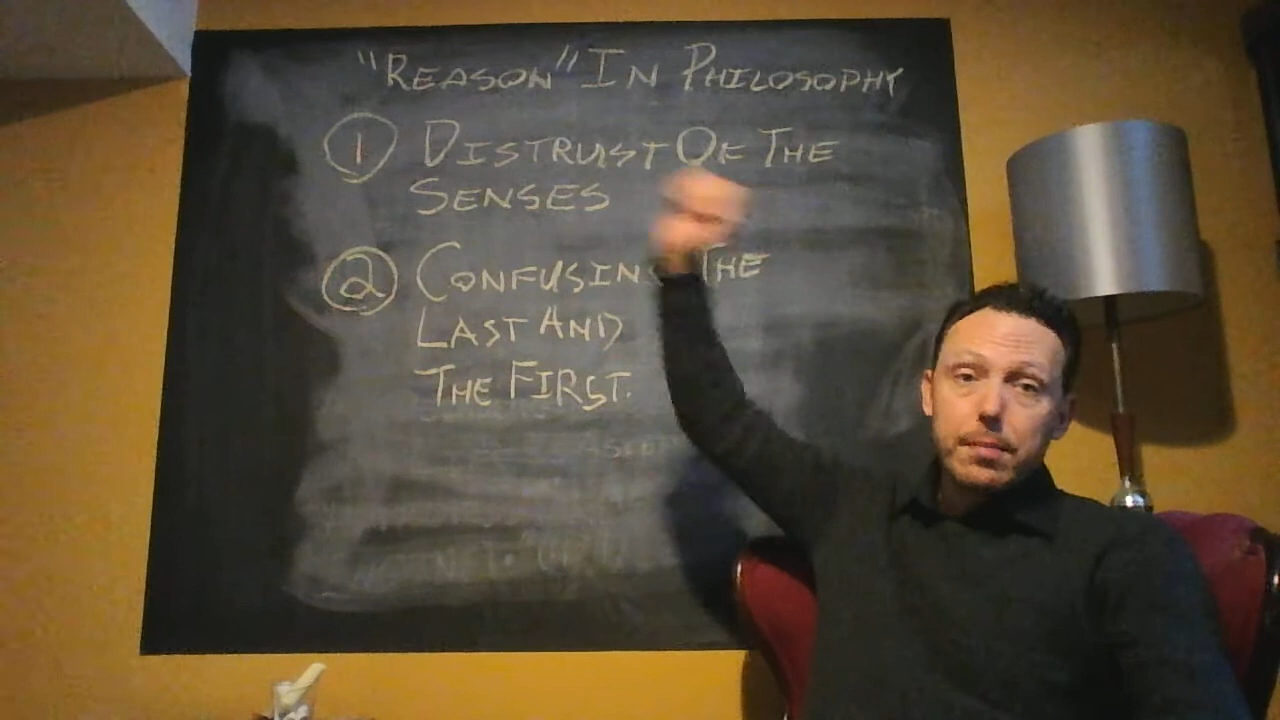 "REASON" IN PHILOSOPHY
① DISTRUST OF THE
SENSES
② CONFUSING THE
LAST AND
THE FIRST.